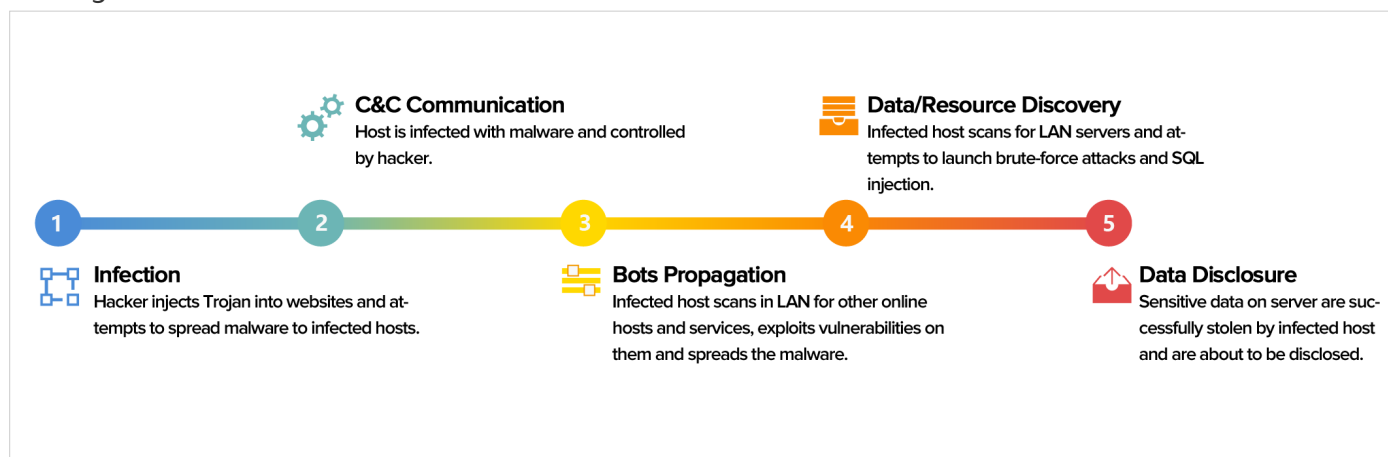 C&C Communication
Host is infected with malware and controlled
by hacker.
Data/Resource Discovery
Infected host scans for LAN servers and at-
tempts to launch brute-force attacks and SQL
injection.
1
2
3
4
5
Infection
Hacker injects Trojan into websites and at-
tempts to spread malware to infected hosts.
Bots Propagation
Infected host scans in LAN for other online
hosts and services, exploits vulnerabilities on
them and spreads the malware.
Data Disclosure
Sensitive data on server are suc-
cessfully stolen by infected host
and are about to be disclosed.